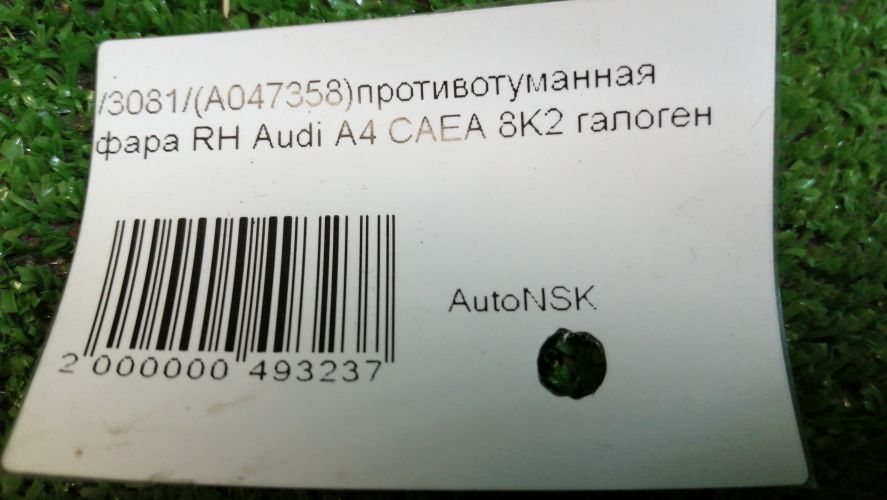 /3081/(A047358)противотуманная
фара RH Audi A4 CAEA 8K2 галоген
AutoNSK
2 000000 493237